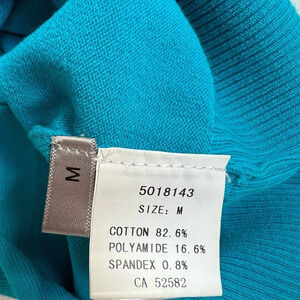 M
5018143
SIZE: M
COTTON 82.6%
POLYAMIDE 16.6%
SPANDEX 0.8%
CA 52582